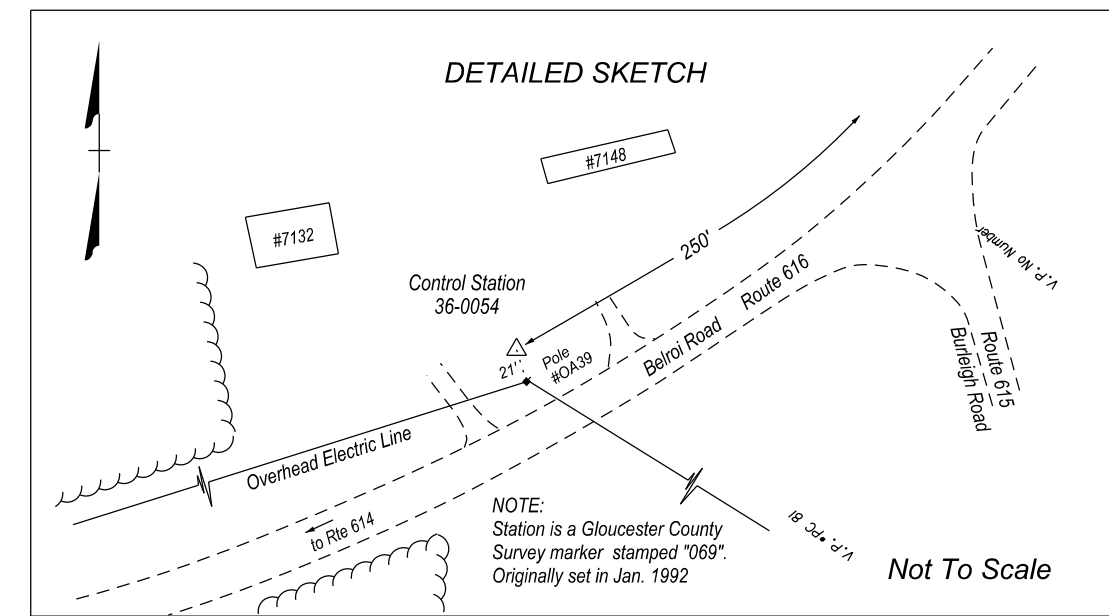 DETAILED SKETCH
#7148
#7132
250'
Control Station
36-0054
V.P. No Number
Route 616
Belroi Road
Pole
#OA39
21'
Route 615
Burleigh Road
Overhead Electric Line
to Rte 614
NOTE:
Station is a Gloucester County
Survey marker stamped "069".
Originally set in Jan. 1992
V.P. PC 81
Not To Scale